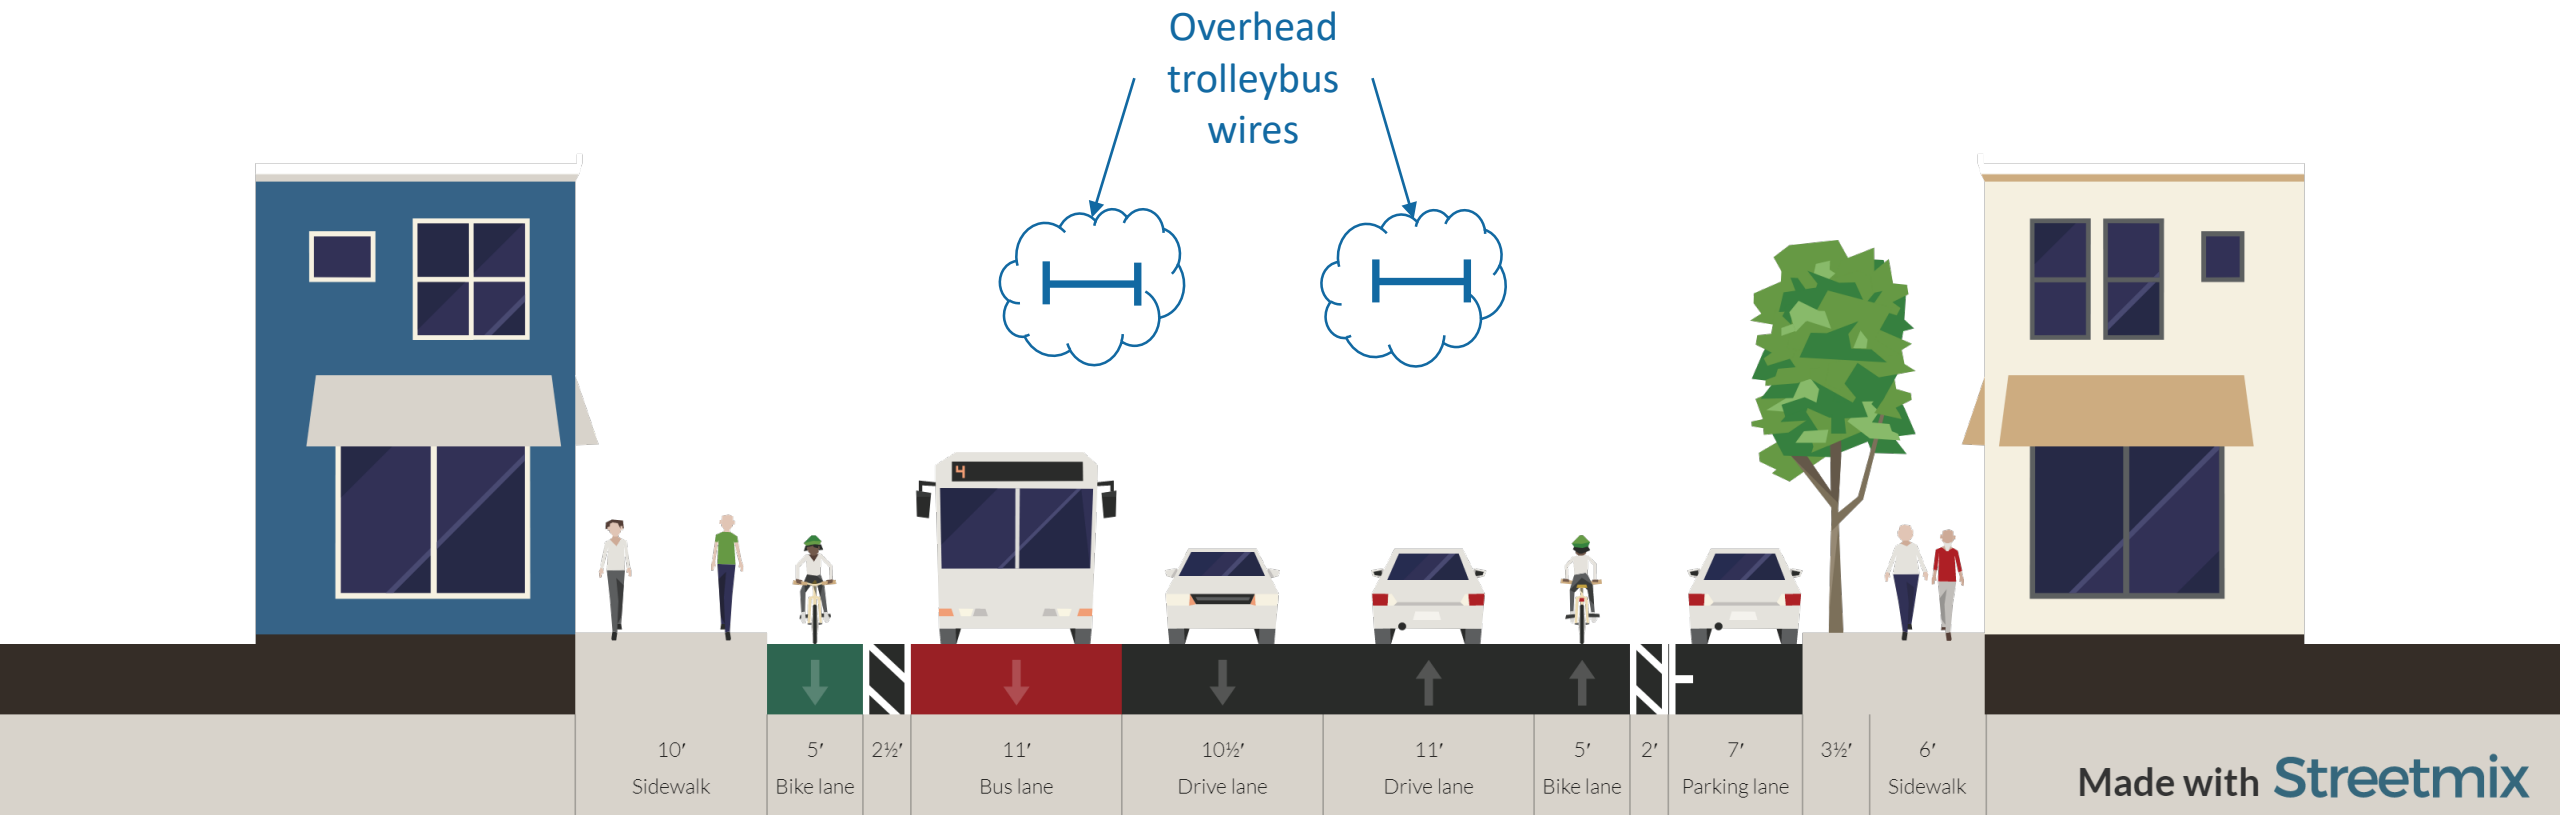 Overhead
trolleybus
wires
4
10′ 5′ 2½′ 11′ 10½′ 11′ 5′ 2′ 7′ 3½′ 6′
Sidewalk Bike lane Bus lane Drive lane Drive lane Bike lane Parking lane Sidewalk
Made with Streetmix